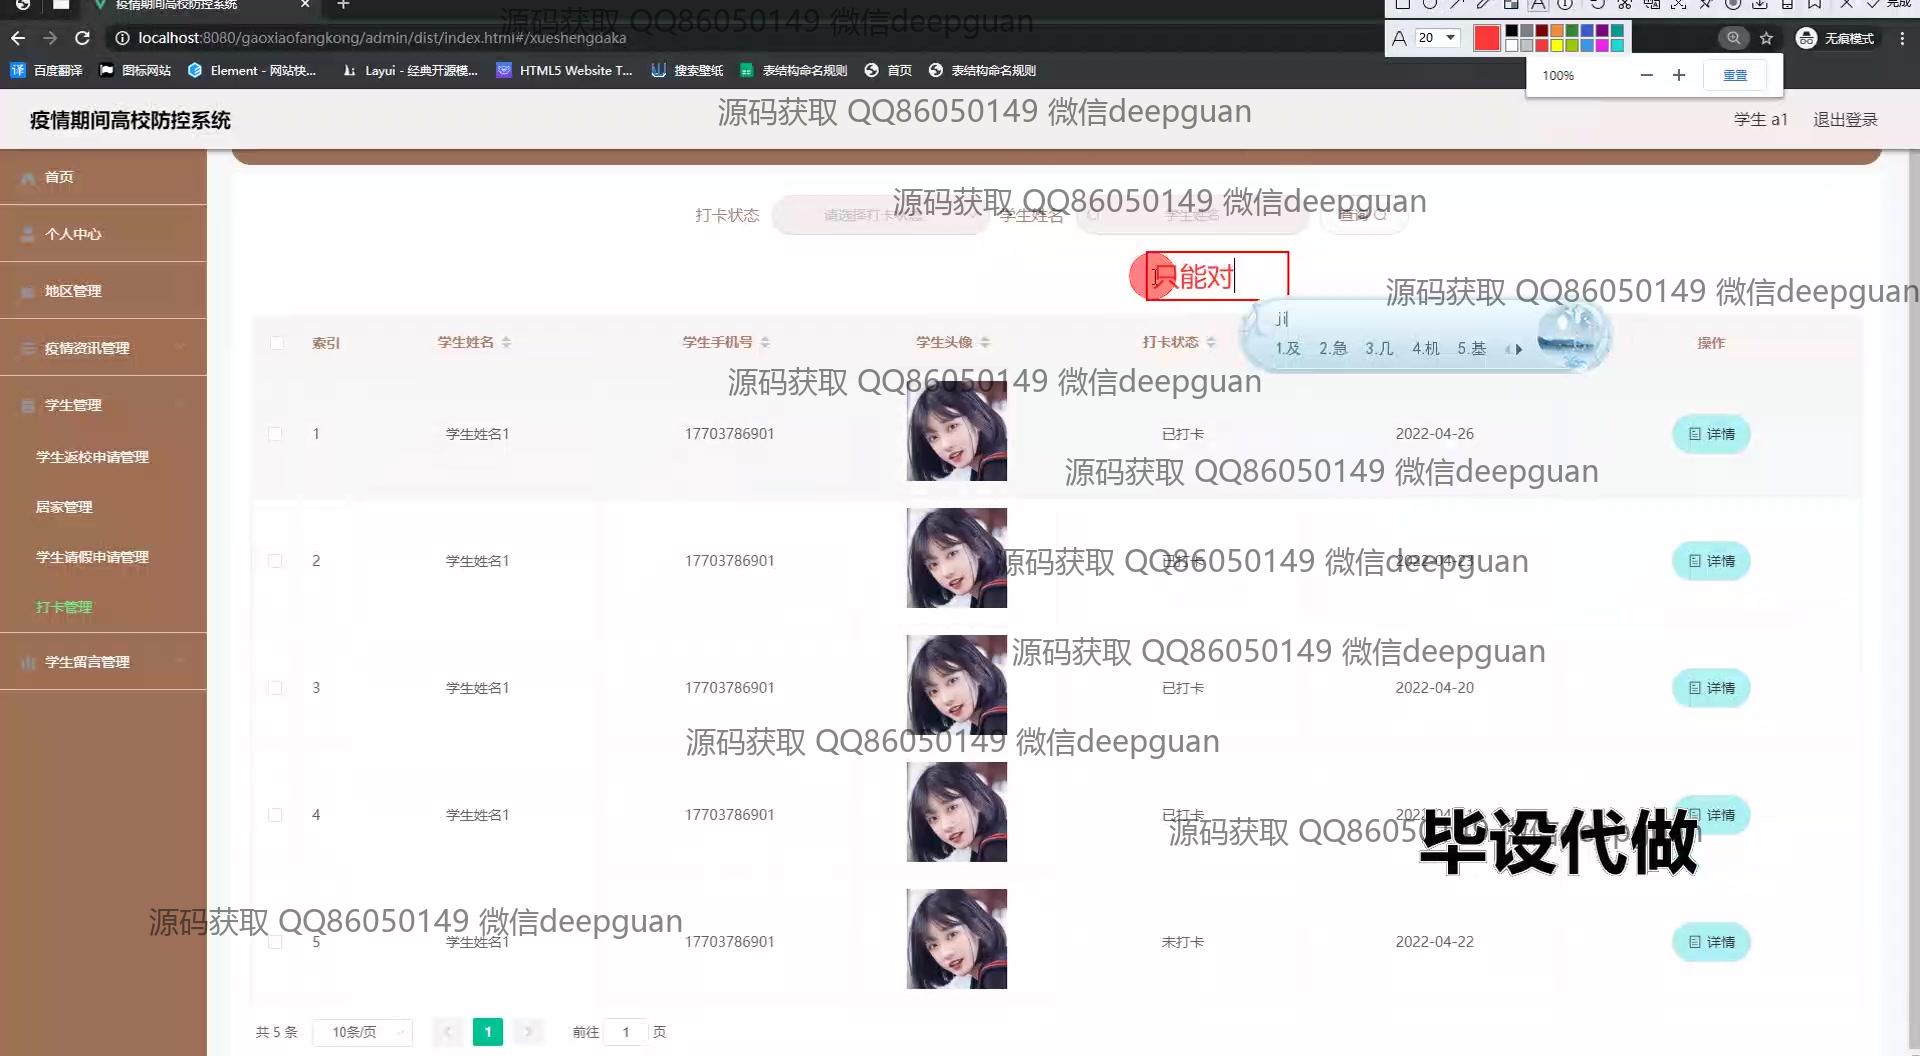 疫情期间高校防控系统
源码获取 QQ86050149 微信deepguan
完成
localhost:8080/gaoxiaofangkong/admin/dist/index.html#/xueshengdaka
A 20
无痕模式
百度翻译 图标网站 Element - 网站快... Layui - 经典开源模... HTML5 Website T... 搜索壁纸 表结构命名规则 首页 表结构命名规则
100% 重置
疫情期间高校防控系统
源码获取 QQ86050149 微信deepguan
学生 a1 退出登录
首页
个人中心
地区管理
疫情资讯管理
学生管理
学生返校申请管理
居家管理
学生请假申请管理
打卡管理
学生留言管理
打卡状态 学生姓名 学生姓名 查询
源码获取 QQ86050149 微信deepguan
只能对
源码获取 QQ86050149 微信deepguan
ji
1.及 2.急 3.几 4.机 5.基
索引 学生姓名 学生手机号 学生头像 打卡状态 操作
源码获取 QQ86050149 微信deepguan
1 学生姓名1 17703786901 已打卡 2022-04-26 详情
源码获取 QQ86050149 微信deepguan
2 学生姓名1 17703786901 已打卡 2022-04-23 详情
源码获取 QQ86050149 微信deepguan
源码获取 QQ86050149 微信deepguan
3 学生姓名1 17703786901 已打卡 2022-04-20 详情
源码获取 QQ86050149 微信deepguan
4 学生姓名1 17703786901 已打卡 详情
源码获取
毕设代做
源码获取 QQ86050149 微信deepguan
5 学生姓名1 17703786901 未打卡 2022-04-22 详情
共 5 条 10条/页 1 前往 1 页